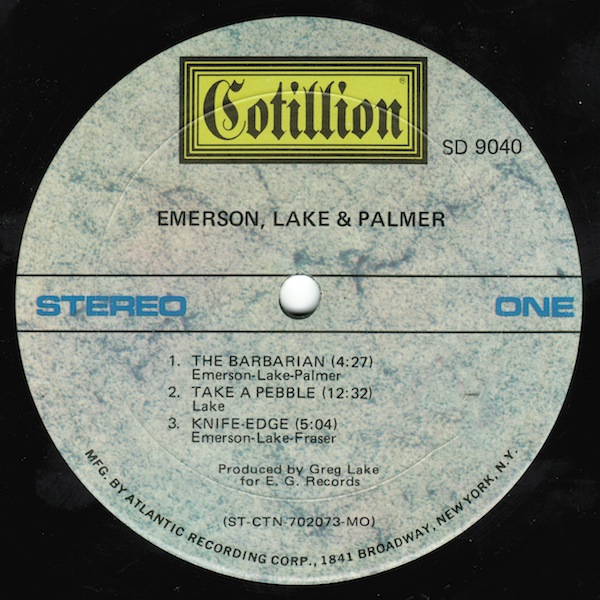 Cotillion ®
SD 9040
EMERSON, LAKE & PALMER
STEREO ONE
1. THE BARBARIAN (4:27)
Emerson-Lake-Palmer
2. TAKE A PEBBLE (12:32)
Lake
3. KNIFE-EDGE (5:04)
Emerson-Lake-Fraser
Produced by Greg Lake
for E. G. Records
(ST-CTN-702073-MO)
MFG. BY ATLANTIC RECORDING CORP., 1841 BROADWAY, NEW YORK, N.Y.